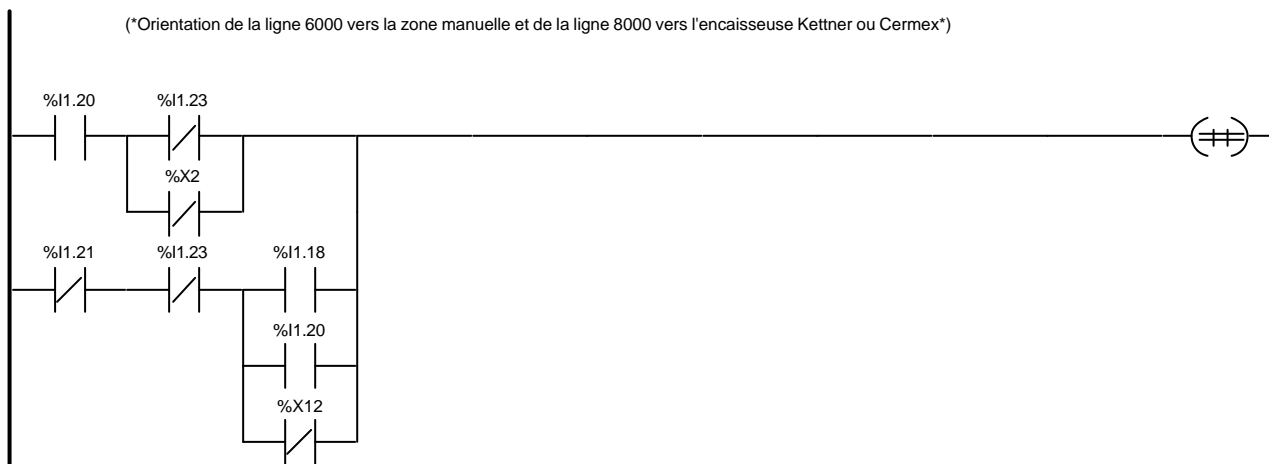 (*Orientation de la ligne 6000 vers la zone manuelle et de la ligne 8000 vers l'encaisseuse Kettner ou Cermex*)
%I1.20 %I1.23
%X2
%I1.21 %I1.23 %I1.18
%I1.20
%X12